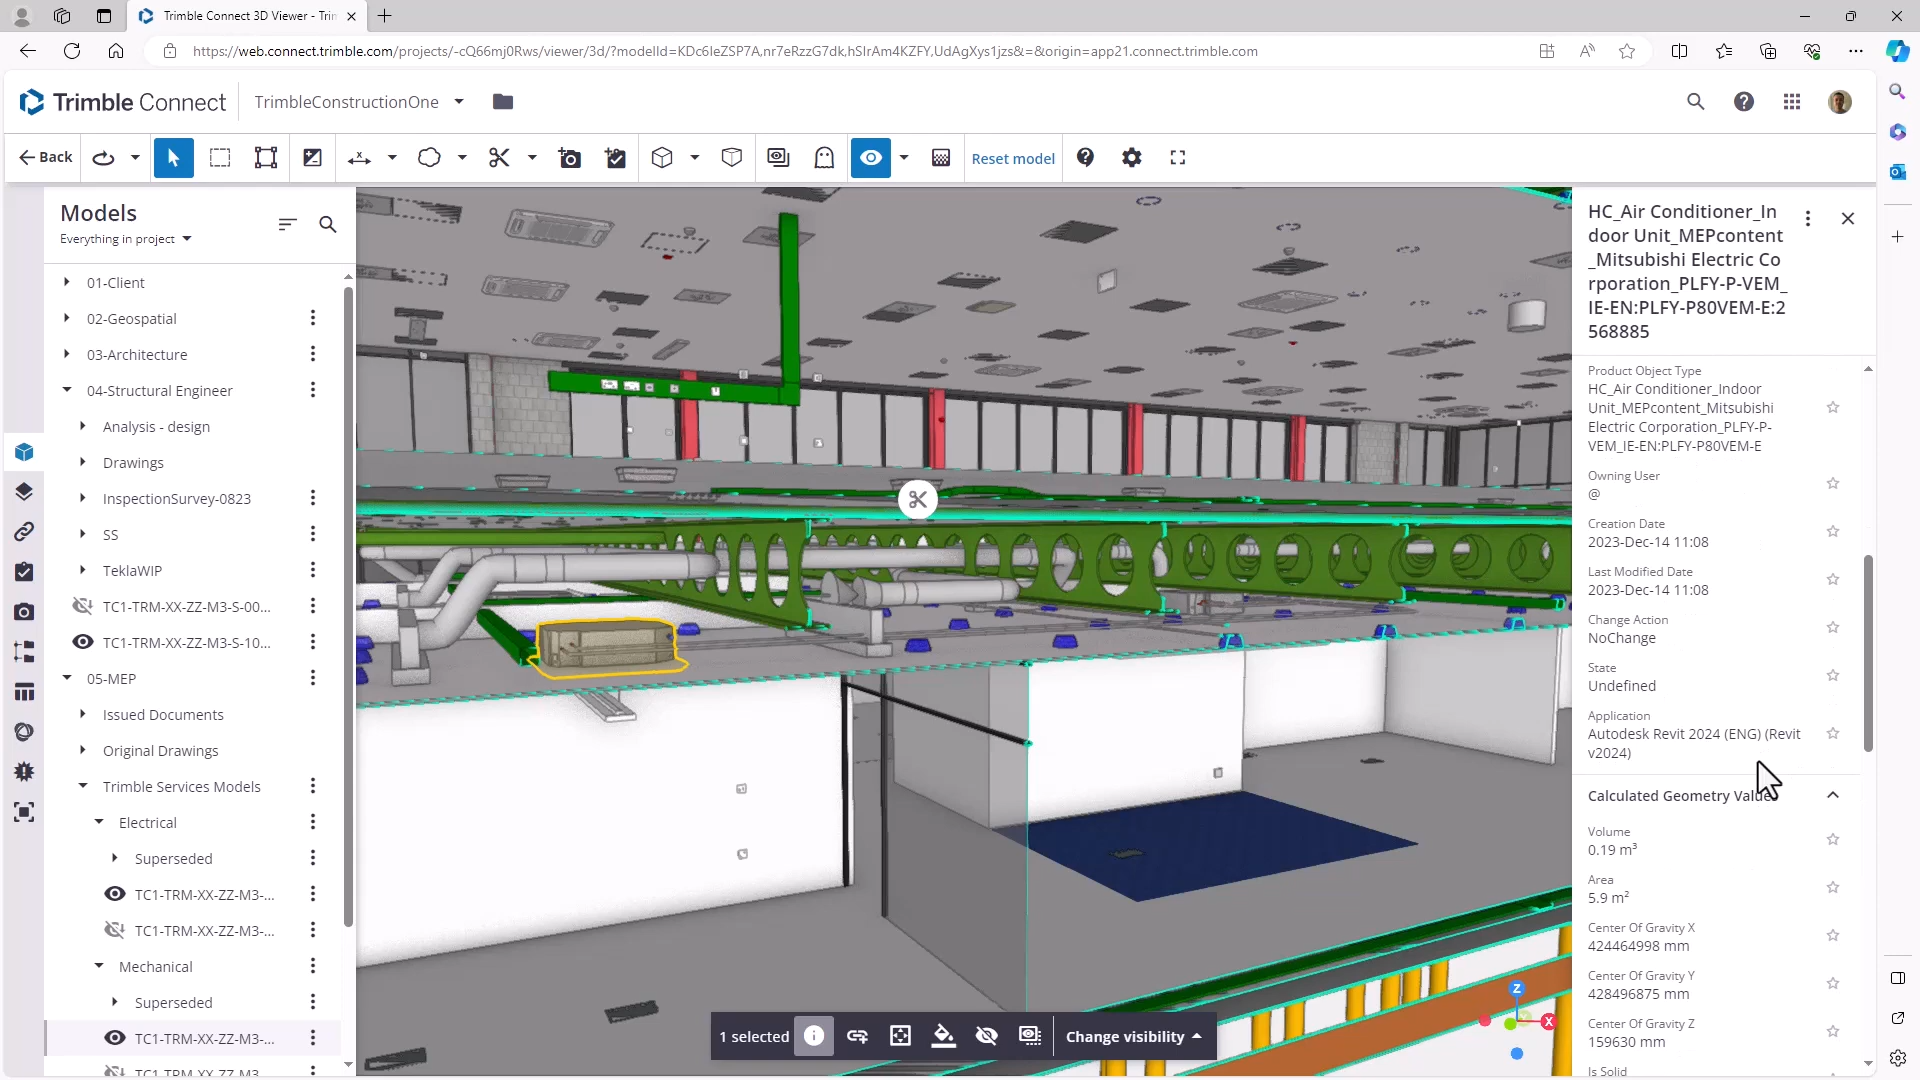 Trimble Connect 3D Viewer - Trim
https://web.connect.trimble.com/projects/-cQ66mj0Rws/viewer/3d/?modelId=KDc6IeZSP7A,nr7eRzzG7dk,hSIrAm4KZFY,UdAgXys1jzs&=&origin=app21.connect.trimble.com
Trimble Connect
TrimbleConstructionOne
Back
Reset model
Models
Everything in project
01-Client
02-Geospatial
03-Architecture
04-Structural Engineer
Analysis - design
Drawings
InspectionSurvey-0823
SS
TeklaWIP
TC1-TRM-XX-ZZ-M3-S-00...
TC1-TRM-XX-ZZ-M3-S-10...
05-MEP
Issued Documents
Original Drawings
Trimble Services Models
Electrical
Superseded
TC1-TRM-XX-ZZ-M3-...
TC1-TRM-XX-ZZ-M3-...
Mechanical
Superseded
TC1-TRM-XX-ZZ-M3-...
TC1-TRM-XX-ZZ-M3-
1 selected
Change visibility
Z
X
HC_Air Conditioner_In
door Unit_MEPcontent
_Mitsubishi Electric Co
rporation_PLFY-P-VEM_
IE-EN:PLFY-P80VEM-E:2
568885
Product Object Type
HC_Air Conditioner_Indoor
Unit_MEPcontent_Mitsubishi
Electric Corporation_PLFY-P-
VEM_IE-EN:PLFY-P80VEM-E
Owning User
@
Creation Date
2023-Dec-14 11:08
Last Modified Date
2023-Dec-14 11:08
Change Action
NoChange
State
Undefined
Application
Autodesk Revit 2024 (ENG) (Revit
v2024)
Calculated Geometry Values
Volume
0.19 m³
Area
5.9 m²
Center Of Gravity X
424464998 mm
Center Of Gravity Y
428496875 mm
Center Of Gravity Z
159630 mm
Is Solid